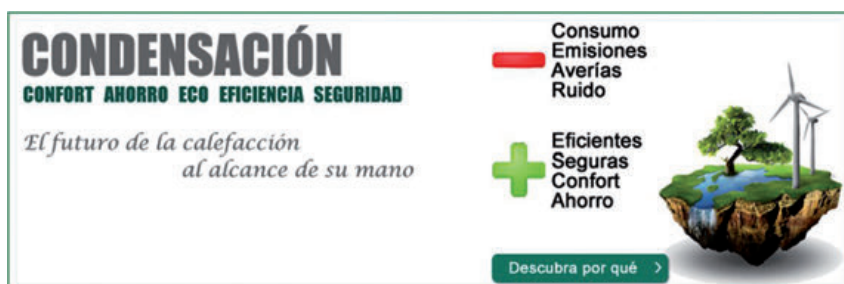 CONDENSACIÓN
CONFORT AHORRO ECO EFICIENCIA SEGURIDAD
El futuro de la calefacción
al alcance de su mano
Consumo
Emisiones
Averías
Ruido
Eficientes
Seguras
Confort
Ahorro
Descubra por qué >